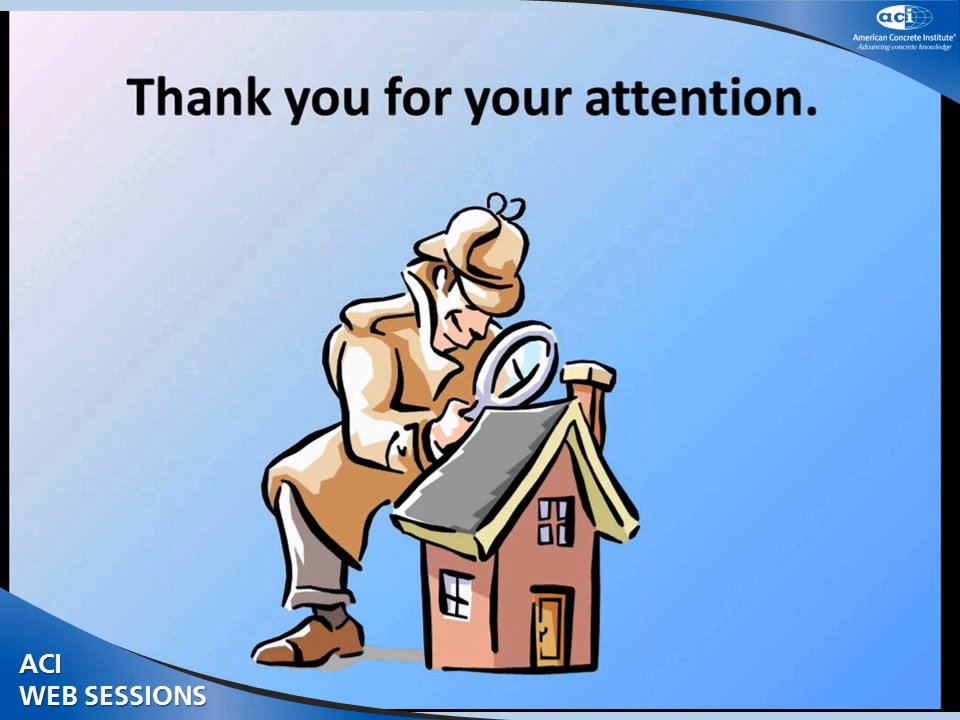 aci
American Concrete Institute®
Advancing concrete knowledge
Thank you for your attention.
ACI
WEB SESSIONS